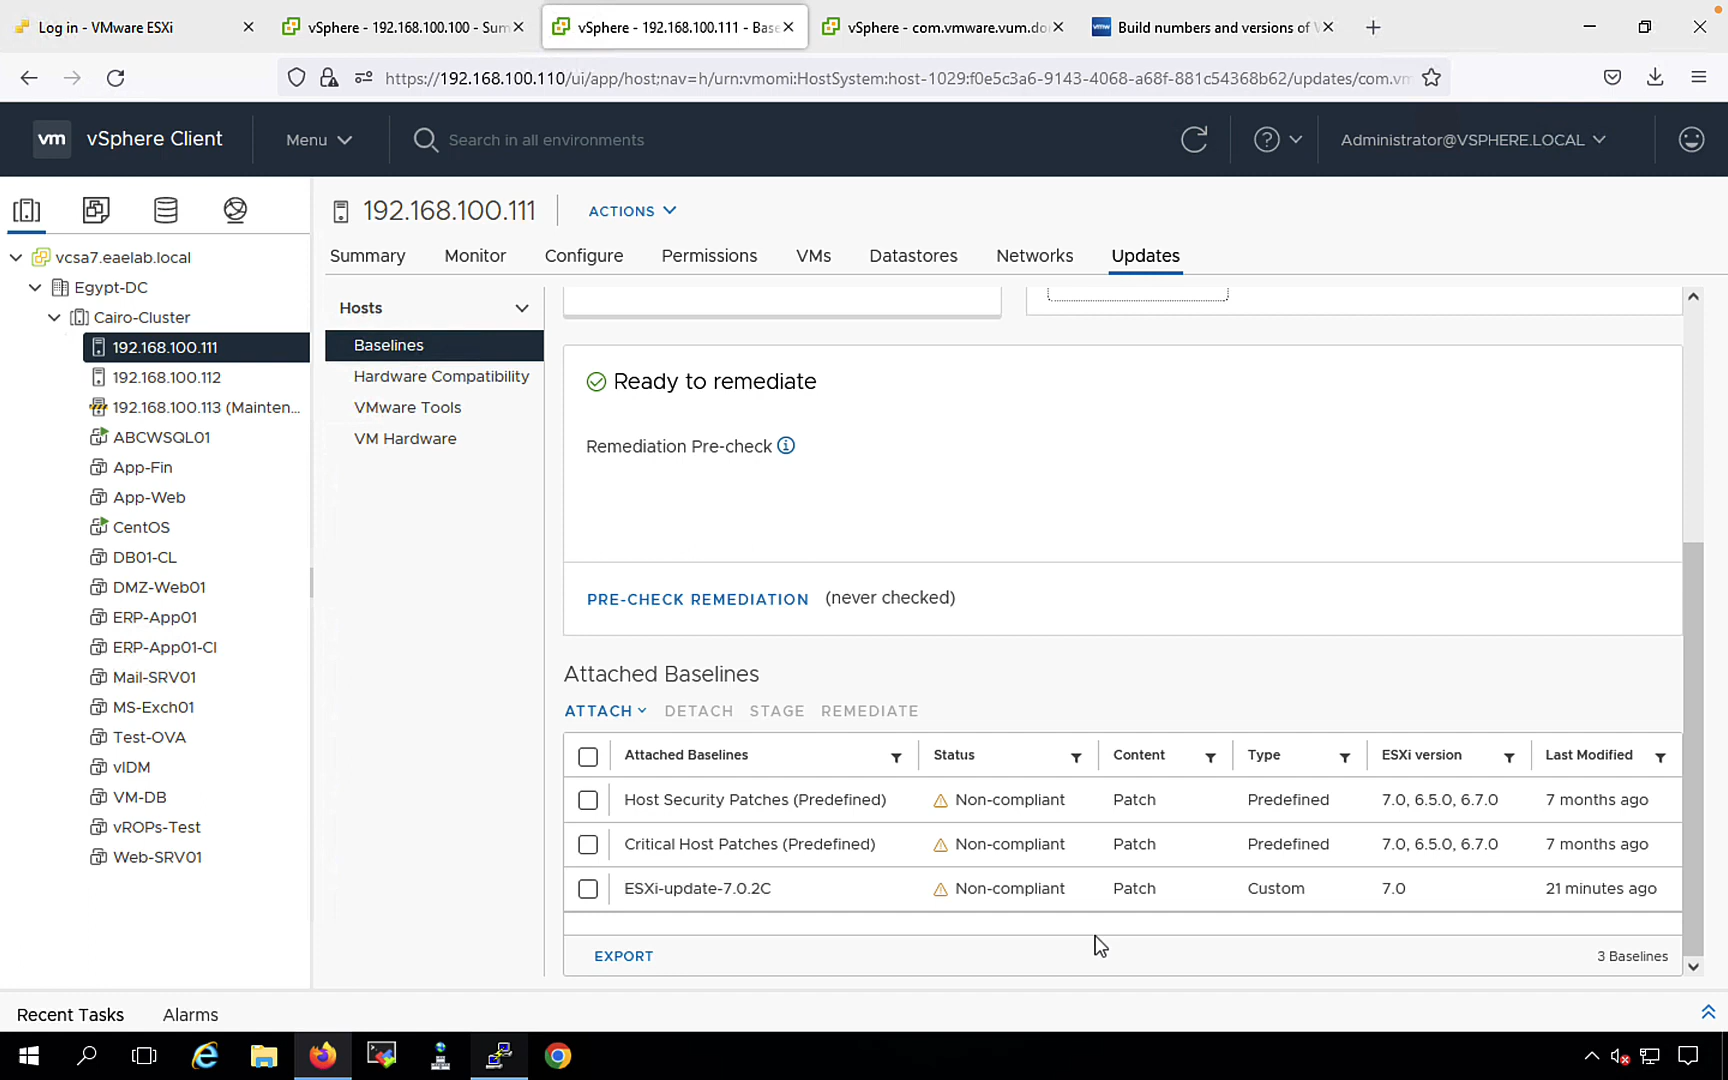 Log in - VMware ESXi
vSphere - 192.168.100.100 - Sum
vSphere - 192.168.100.111 - Base
vSphere - com.vmware.vum.do
vmw
Build numbers and versions of V
https://192.168.100.110/ui/app/host;nav=h/urn:vmomi:HostSystem:host-1029:f0e5c3a6-9143-4068-a68f-881c54368b62/updates/com.vm
vm
vSphere Client
Menu
Search in all environments
Administrator@VSPHERE.LOCAL
192.168.100.111
ACTIONS
Summary
Monitor
Configure
Permissions
VMs
Datastores
Networks
Updates
vcsa7.eaelab.local
Egypt-DC
Cairo-Cluster
192.168.100.111
192.168.100.112
192.168.100.113 (Mainten...
ABCWSQL01
App-Fin
App-Web
CentOS
DB01-CL
DMZ-Web01
ERP-App01
ERP-App01-Cl
Mail-SRV01
MS-Exch01
Test-OVA
vIDM
VM-DB
vROPs-Test
Web-SRV01
Hosts
Baselines
Hardware Compatibility
VMware Tools
VM Hardware
Ready to remediate
Remediation Pre-check
PRE-CHECK REMEDIATION (never checked)
Attached Baselines
ATTACH DETACH STAGE REMEDIATE
Attached Baselines Status Content Type ESXi version Last Modified
Host Security Patches (Predefined) Non-compliant Patch Predefined 7.0, 6.5.0, 6.7.0 7 months ago
Critical Host Patches (Predefined) Non-compliant Patch Predefined 7.0, 6.5.0, 6.7.0 7 months ago
ESXi-update-7.0.2C Non-compliant Patch Custom 7.0 21 minutes ago
EXPORT
3 Baselines
Recent Tasks
Alarms